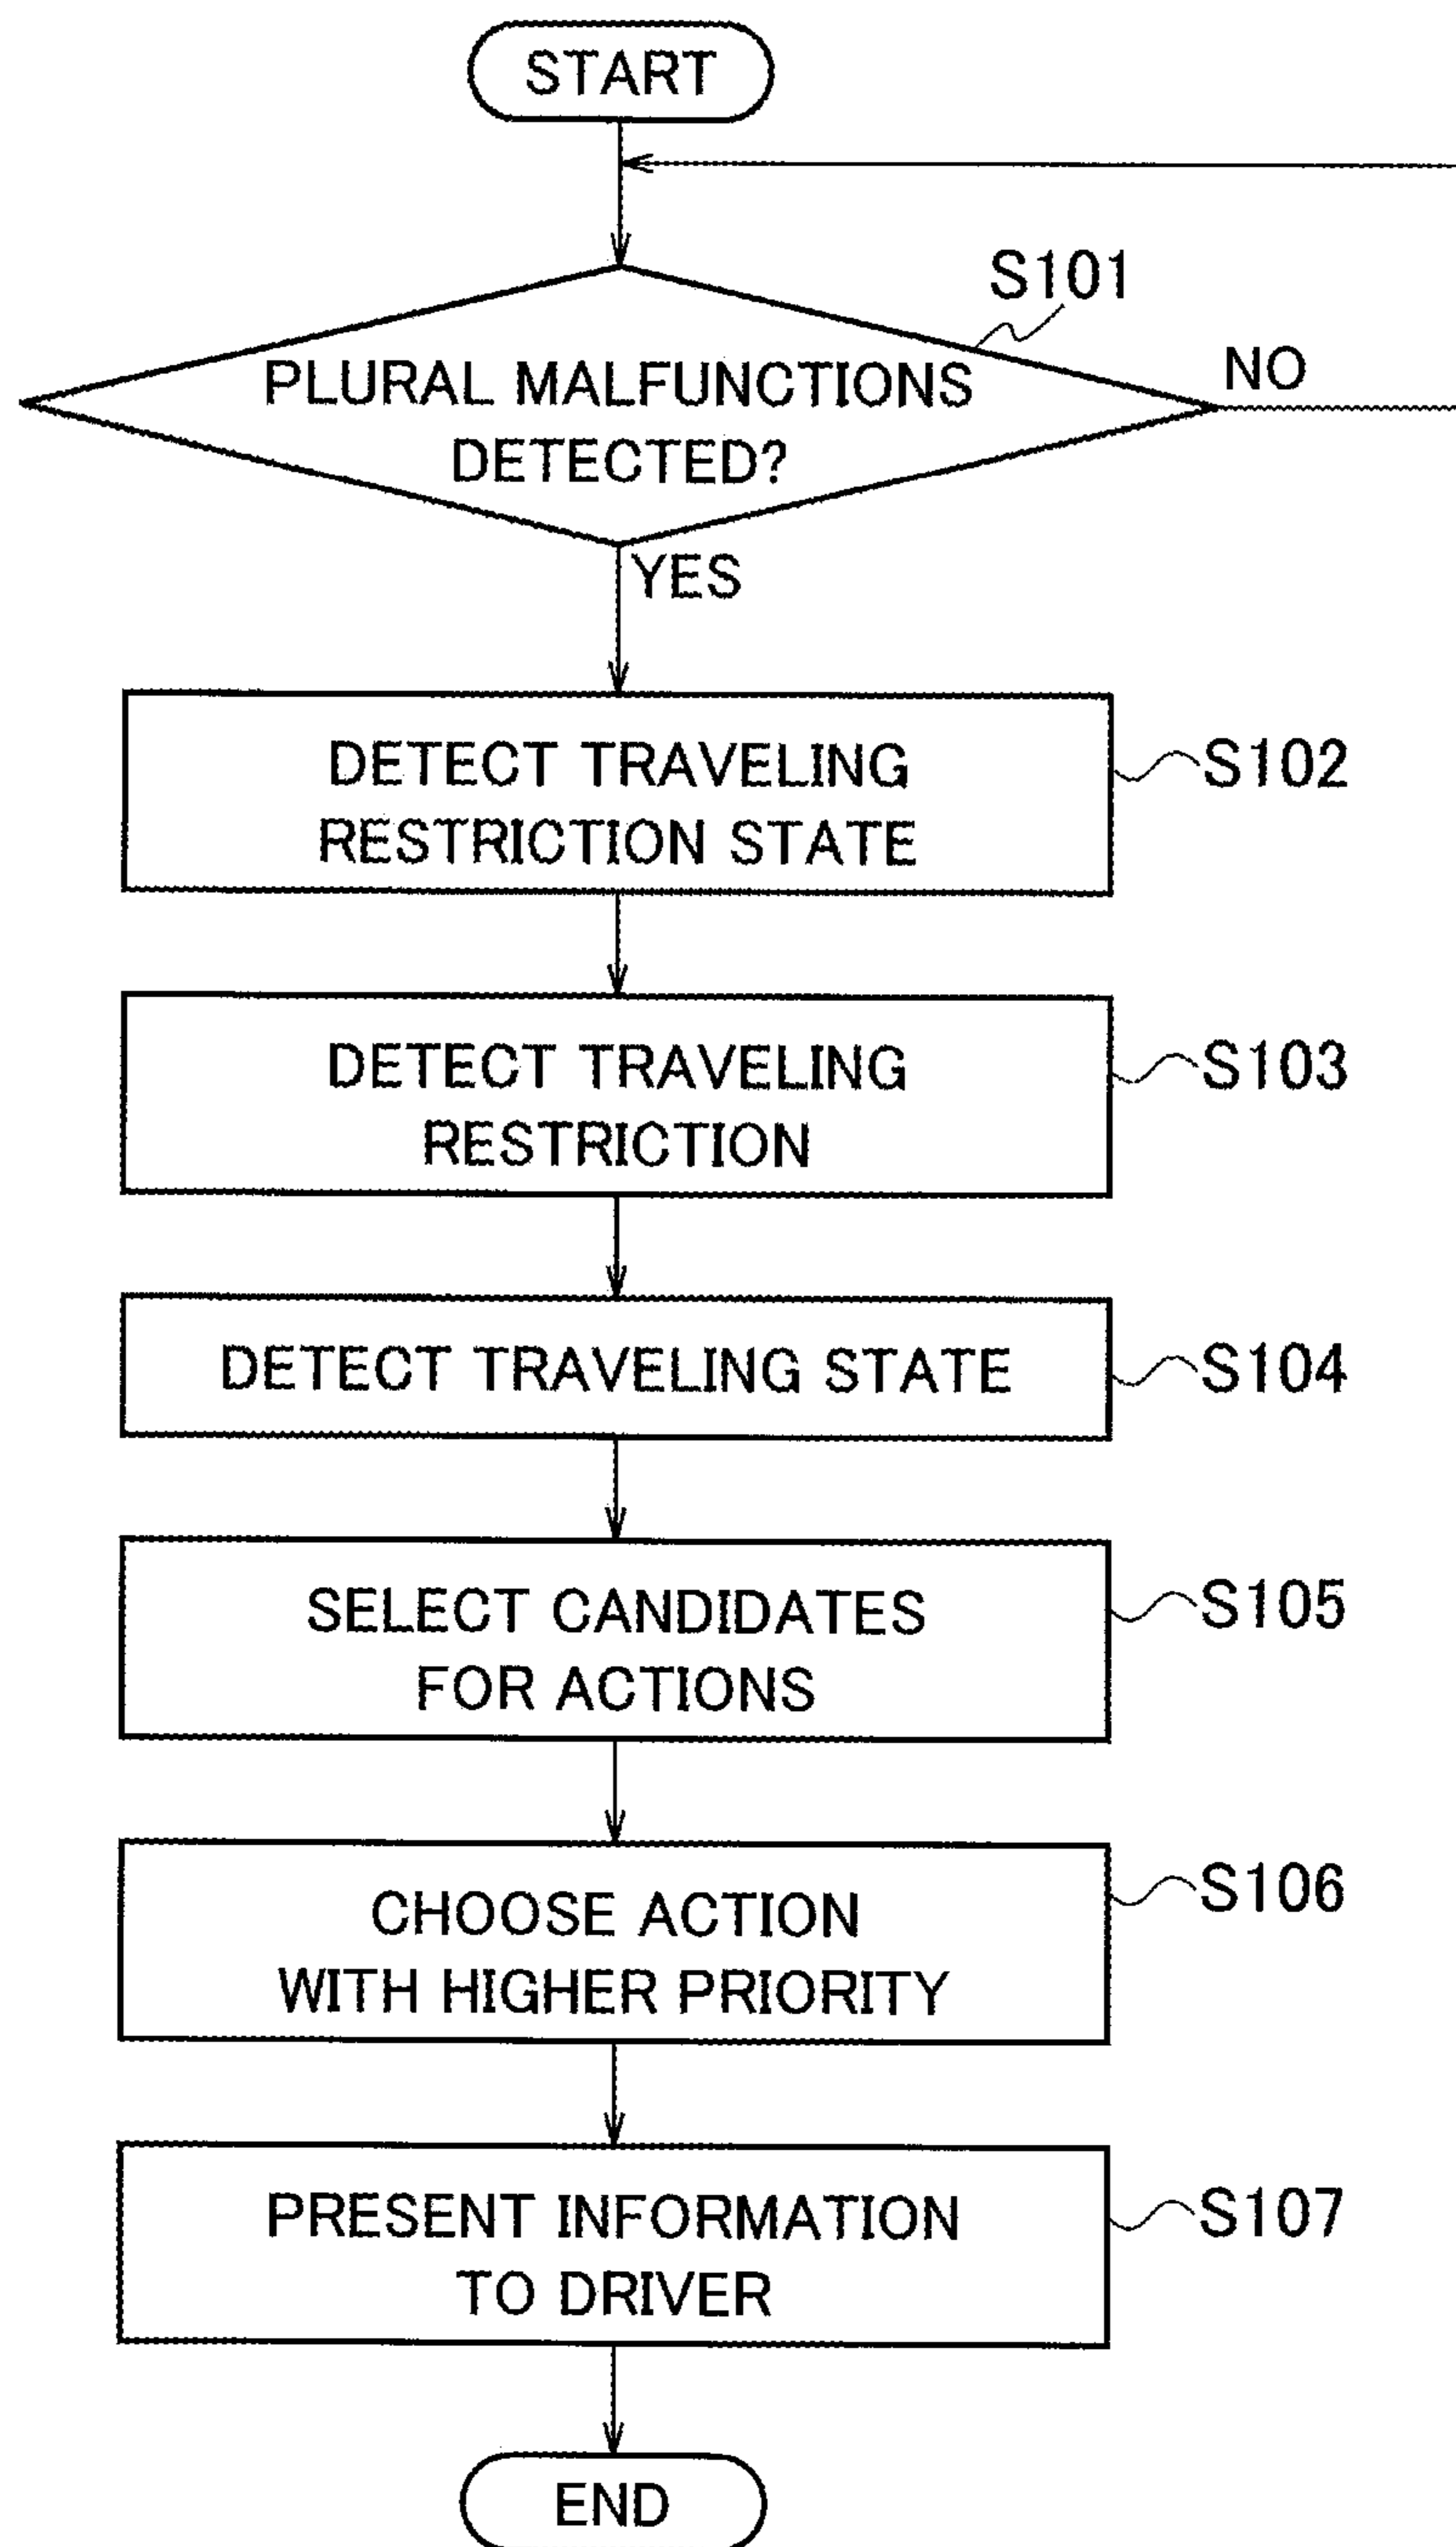 START
S101
PLURAL MALFUNCTIONS
DETECTED?
NO
YES
DETECT TRAVELING
RESTRICTION STATE
S102
DETECT TRAVELING
RESTRICTION
S103
DETECT TRAVELING STATE
S104
SELECT CANDIDATES
FOR ACTIONS
S105
CHOOSE ACTION
WITH HIGHER PRIORITY
S106
PRESENT INFORMATION
TO DRIVER
S107
END